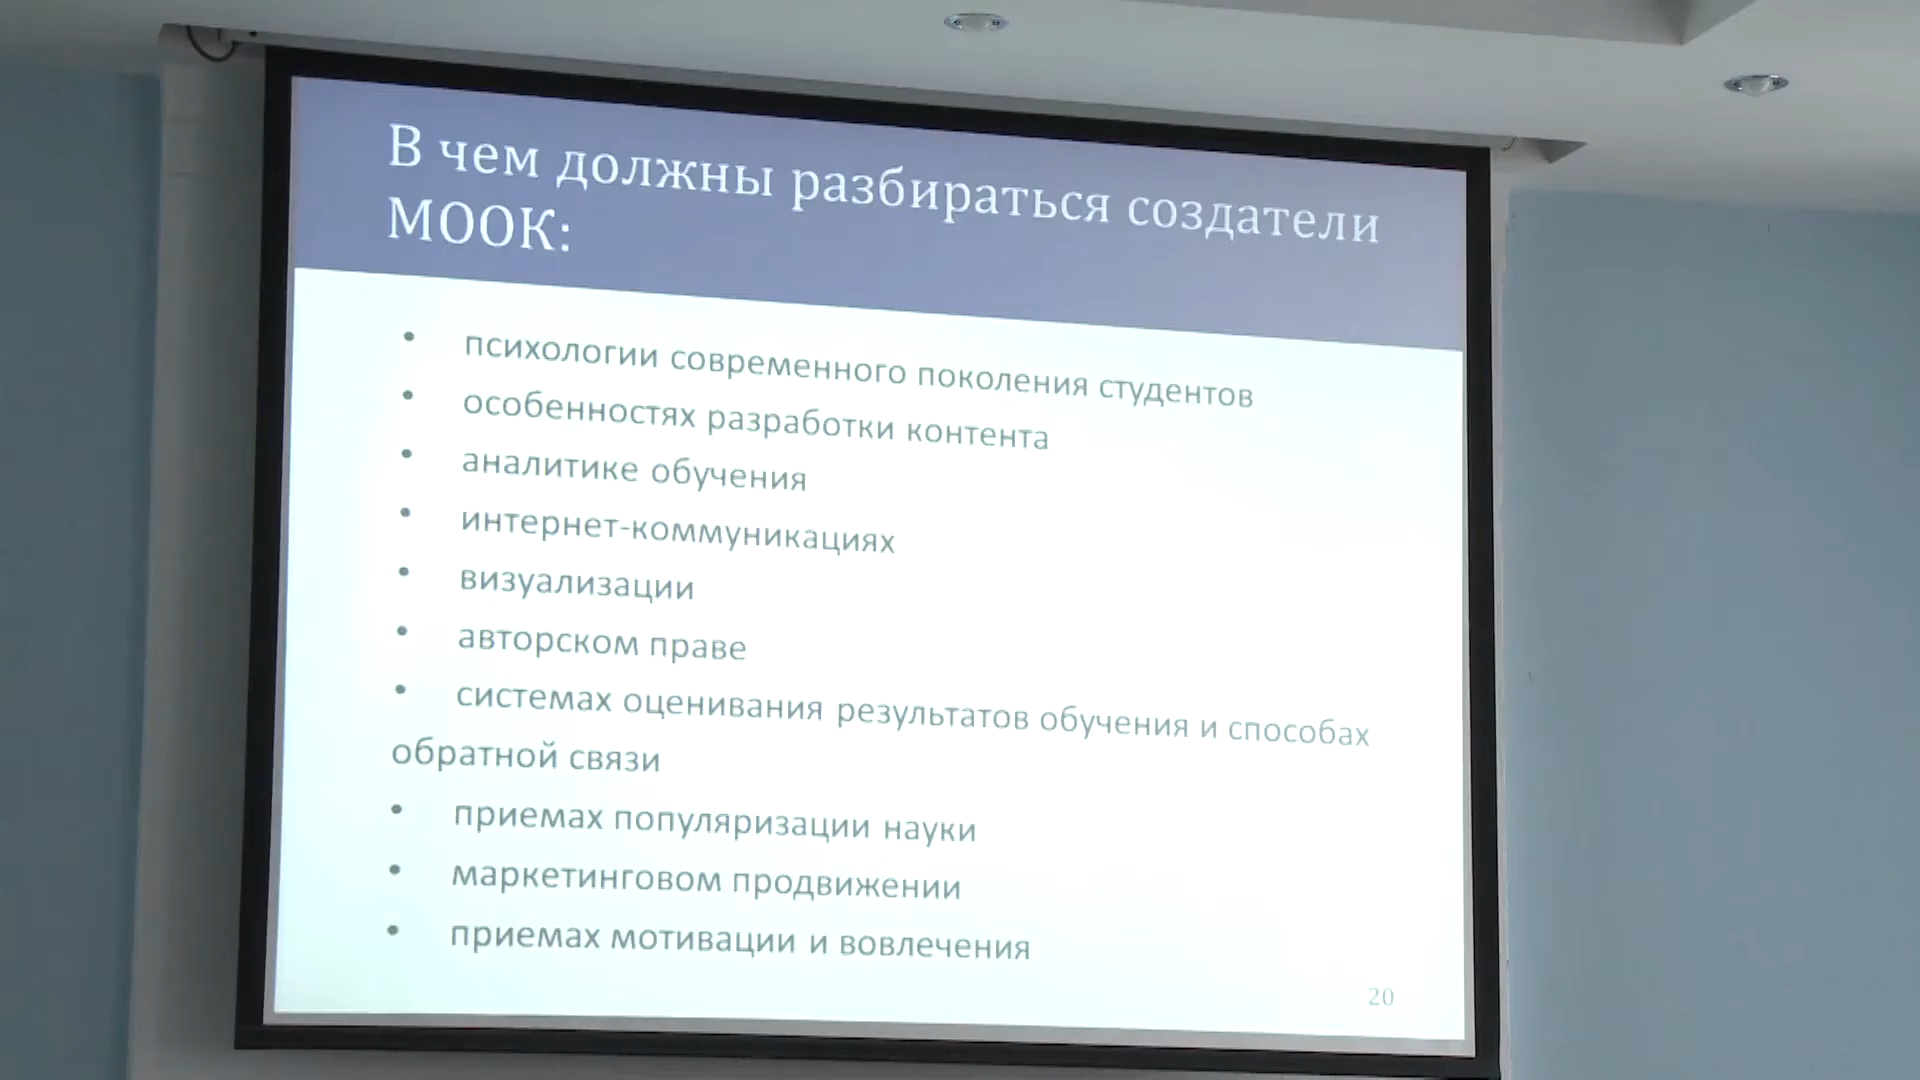 В чем должны разбираться создатели
МООК:
• психологии современного поколения студентов
• особенностях разработки контента
• аналитике обучения
• интернет-коммуникациях
• визуализации
• авторском праве
• системах оценивания результатов обучения и способах
обратной связи
• приемах популяризации науки
• маркетинговом продвижении
• приемах мотивации и вовлечения
20